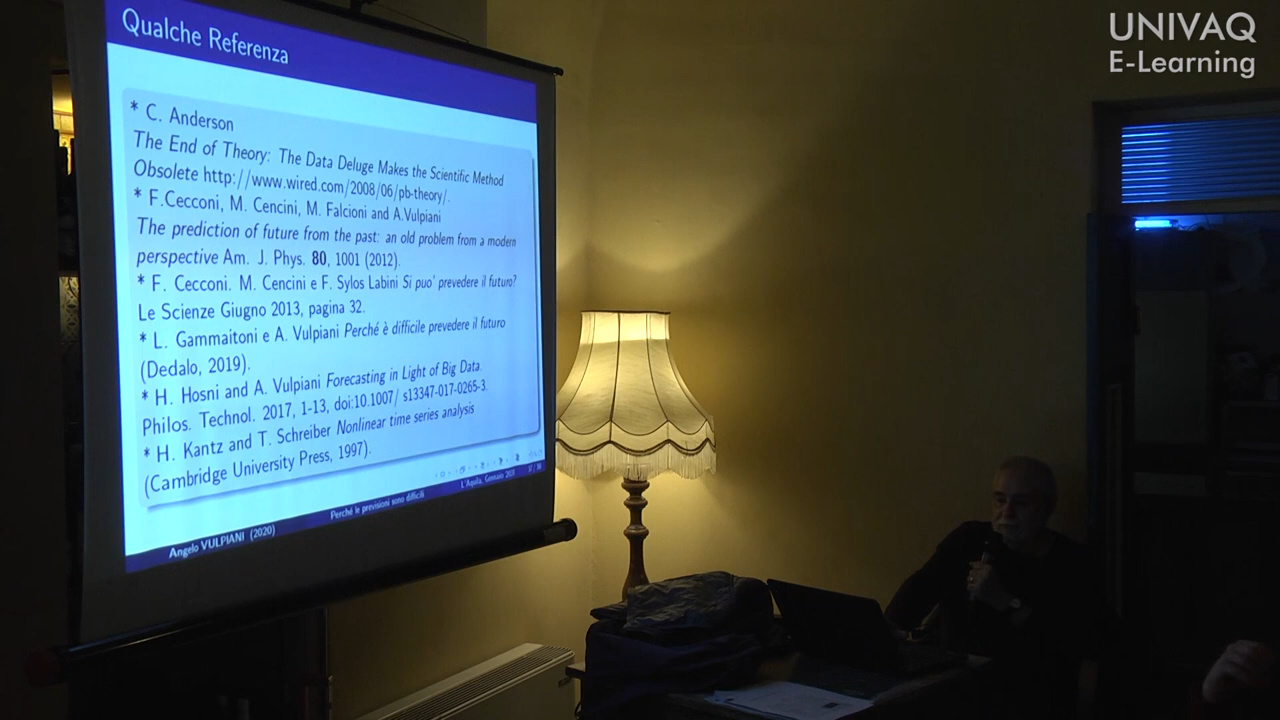 UNIVAQ
E-Learning
Qualche Referenza
* C. Anderson
The End of Theory: The Data Deluge Makes the Scientific Method
Obsolete http://www.wired.com/2008/06/pb-theory/.
* F.Cecconi, M. Cencini, M. Falcioni and A.Vulpiani
The prediction of future from the past: an old problem from a modern
perspective Am. J. Phys. 80, 1001 (2012).
* F. Cecconi. M. Cencini e F. Sylos Labini Si puo' prevedere il futuro?
Le Scienze Giugno 2013, pagina 32.
* L. Gammaitoni e A. Vulpiani Perché è difficile prevedere il futuro
(Dedalo, 2019).
* H. Hosni and A. Vulpiani Forecasting in Light of Big Data.
Philos. Technol. 2017, 1-13, doi:10.1007/ s13347-017-0265-3.
* H. Kantz and T. Schreiber Nonlinear time series analysis
(Cambridge University Press, 1997).
Angelo VULPIANI (2020) Perché le previsioni sono difficili L'Aquila, Gennaio